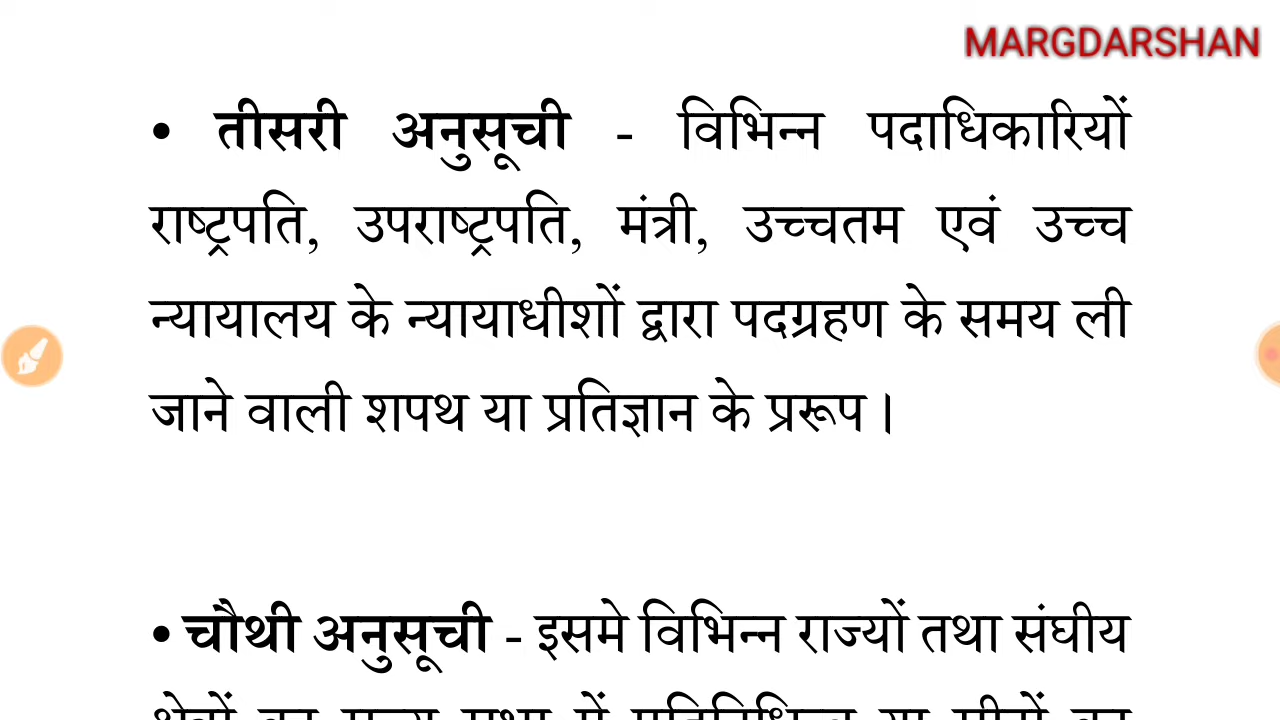 MARGDARSHAN
• तीसरी अनुसूची - विभिन्न पदाधिकारियों
राष्ट्रपति, उपराष्ट्रपति, मंत्री, उच्चतम एवं उच्च
न्यायालय के न्यायाधीशों द्वारा पदग्रहण के समय ली
जाने वाली शपथ या प्रतिज्ञान के प्ररूप।
• चौथी अनुसूची - इसमे विभिन्न राज्यों तथा संघीय